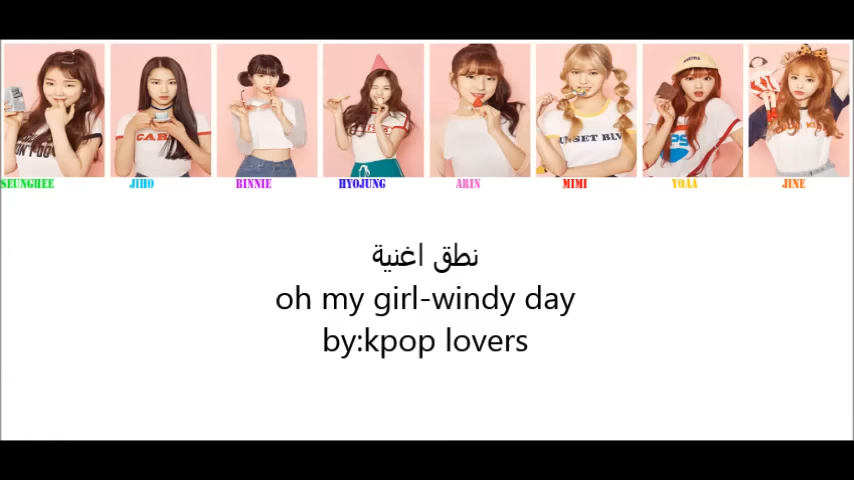 SEUNGHEE JIHO BINNIE HYOJUNG ARIN MIMI YOAA JINE
نطق اغنية
oh my girl-windy day
by:kpop lovers